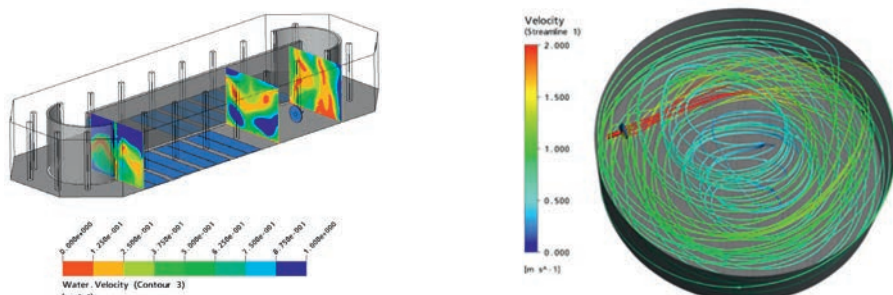 0.000e+000
1.250e-001
2.500e-001
3.750e-001
5.000e-001
6.250e-001
7.500e-001
8.750e-001
1.000e+000
Water.Velocity (Contour 3)
Velocity
(Streamline 1)
2.000
1.500
1.000
0.500
0.000
[m s^-1]